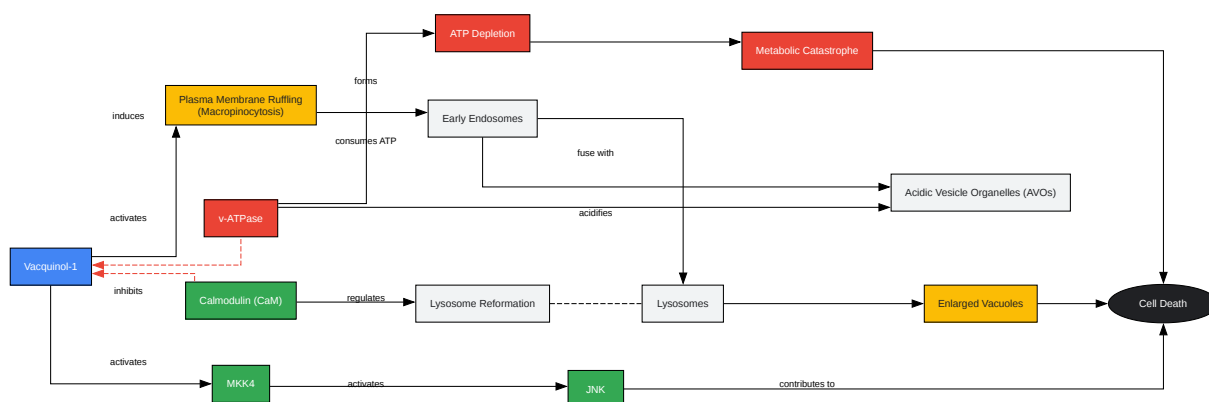 ATP Depletion
Metabolic Catastrophe
forms
Plasma Membrane Ruffling
(Macropinocytosis)
induces
Early Endosomes
consumes ATP
fuse with
Acidic Vesicle Organelles (AVOs)
v-ATPase
activates
acidifies
Vacquinol-1
inhibits
Calmodulin (CaM)
regulates
Lysosome Reformation
Lysosomes
Enlarged Vacuoles
Cell Death
activates
MKK4
activates
JNK
contributes to